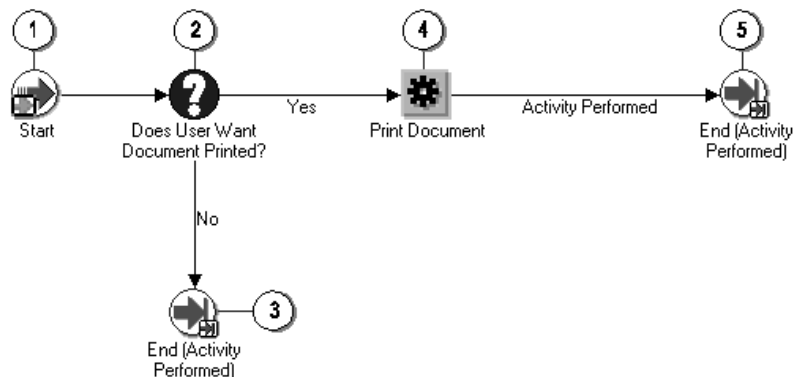 1
2
4
5
Start
Does User Want
Document Printed?
Yes
Print Document
Activity Performed
End (Activity
Performed)
No
3
End (Activity
Performed)